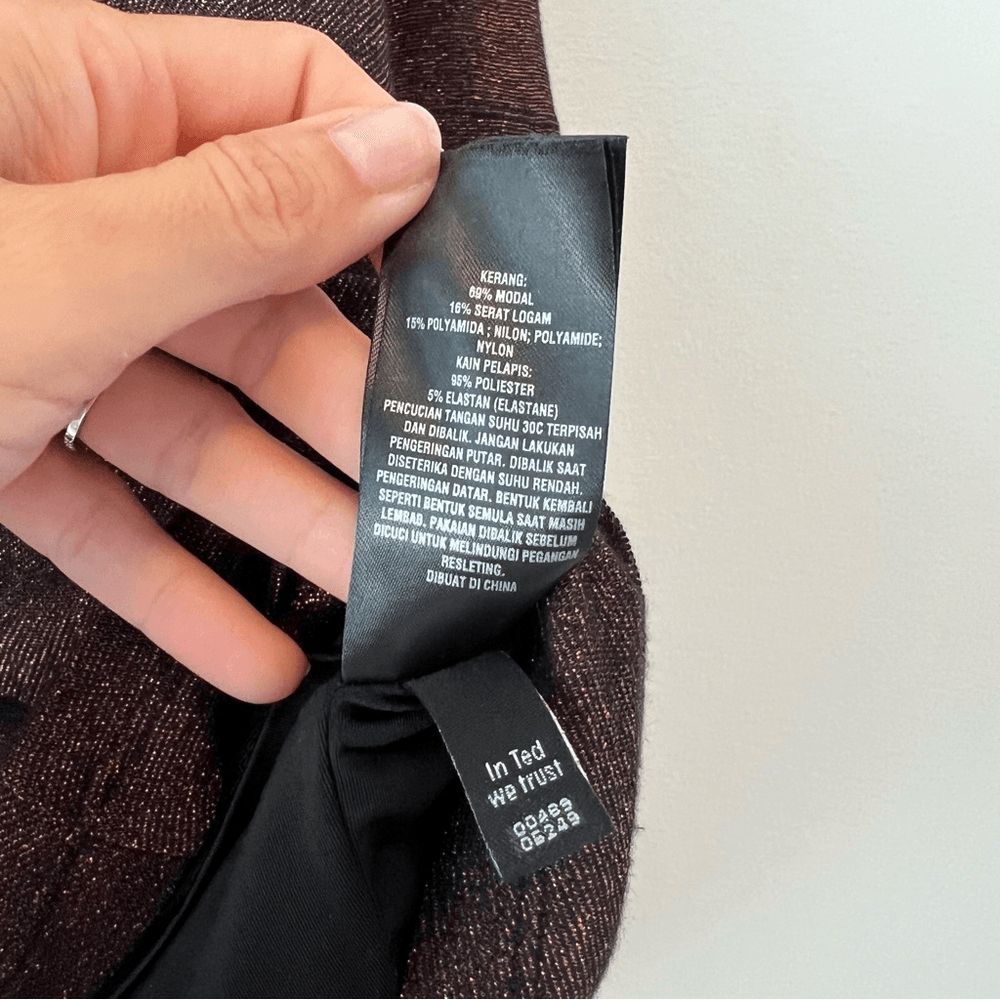 KERANG:
69% MODAL
16% SERAT LOGAM
15% POLYAMIDA ; NILON; POLYAMIDE;
NYLON
KAIN PELAPIS:
95% POLIESTER
5% ELASTAN (ELASTANE)
PENCUCIAN TANGAN SUHU 30C TERPISAH
DAN DIBALIK. JANGAN LAKUKAN
PENGERINGAN PUTAR. DIBALIK SAAT
DISETERIKA DENGAN SUHU RENDAH.
PENGERINGAN DATAR. BENTUK KEMBALI
SEPERTI BENTUK SEMULA SAAT MASIH
LEMBAB. PAKAIAN DIBALIK SEBELUM
DICUCI UNTUK MELINDUNGI PEGANGAN
RESLETING.
DIBUAT DI CHINA
In Ted
we trust
00469
05249